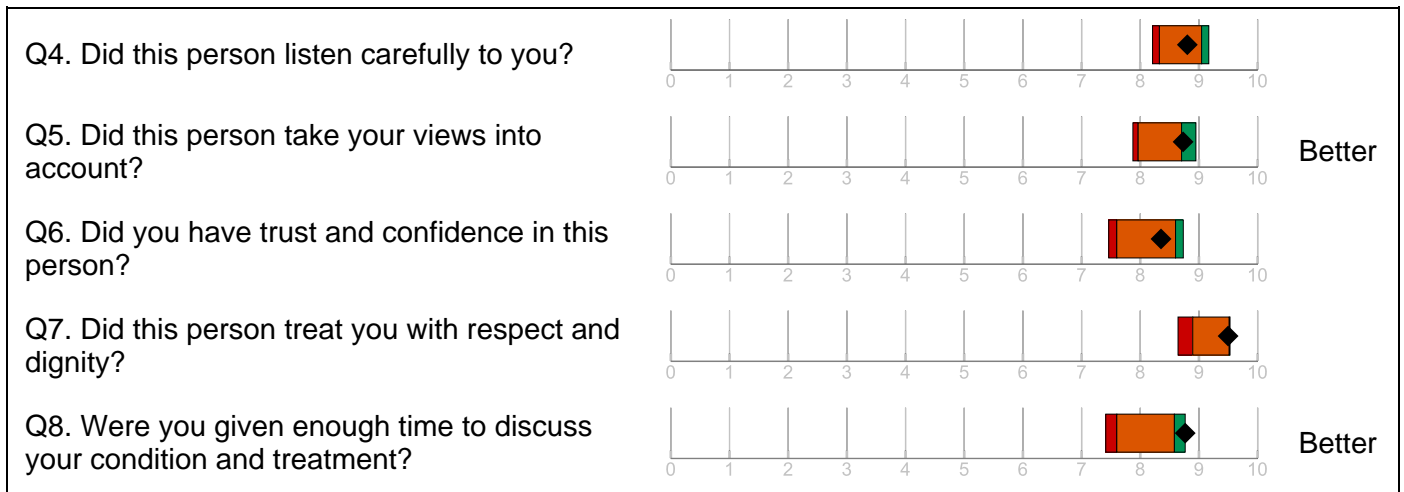 Q4. Did this person listen carefully to you?
0 1 2 3 4 5 6 7 8 9 10
Q5. Did this person take your views into
account?
Better
0 1 2 3 4 5 6 7 8 9 10
Q6. Did you have trust and confidence in this
person?
0 1 2 3 4 5 6 7 8 9 10
Q7. Did this person treat you with respect and
dignity?
0 1 2 3 4 5 6 7 8 9 10
Q8. Were you given enough time to discuss
your condition and treatment?
Better
0 1 2 3 4 5 6 7 8 9 10